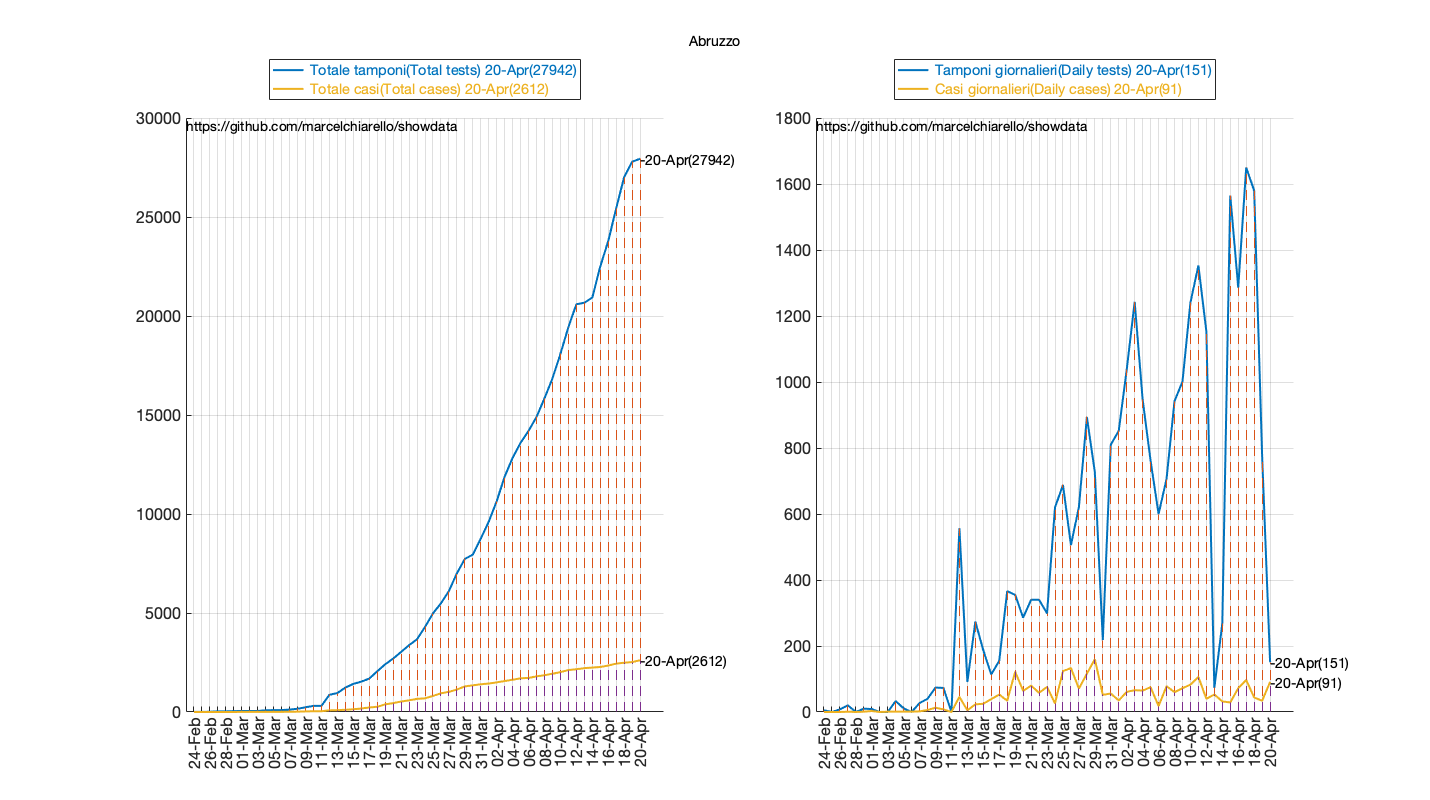 Abruzzo
Totale tamponi(Total tests) 20-Apr(27942)
Totale casi(Total cases) 20-Apr(2612)
30000
25000
20000
15000
10000
5000
0
https://github.com/marcelchiarello/showdata
-20-Apr(27942)
-20-Apr(2612)
24-Feb
26-Feb
28-Feb
01-Mar
03-Mar
05-Mar
07-Mar
09-Mar
11-Mar
13-Mar
15-Mar
17-Mar
19-Mar
21-Mar
23-Mar
25-Mar
27-Mar
29-Mar
31-Mar
02-Apr
04-Apr
06-Apr
08-Apr
10-Apr
12-Apr
14-Apr
16-Apr
18-Apr
20-Apr
Tamponi giornalieri(Daily tests) 20-Apr(151)
Casi giornalieri(Daily cases) 20-Apr(91)
1800
1600
1400
1200
1000
800
600
400
200
0
https://github.com/marcelchiarello/showdata
-20-Apr(151)
-20-Apr(91)
24-Feb
26-Feb
28-Feb
01-Mar
03-Mar
05-Mar
07-Mar
09-Mar
11-Mar
13-Mar
15-Mar
17-Mar
19-Mar
21-Mar
23-Mar
25-Mar
27-Mar
29-Mar
31-Mar
02-Apr
04-Apr
06-Apr
08-Apr
10-Apr
12-Apr
14-Apr
16-Apr
18-Apr
20-Apr